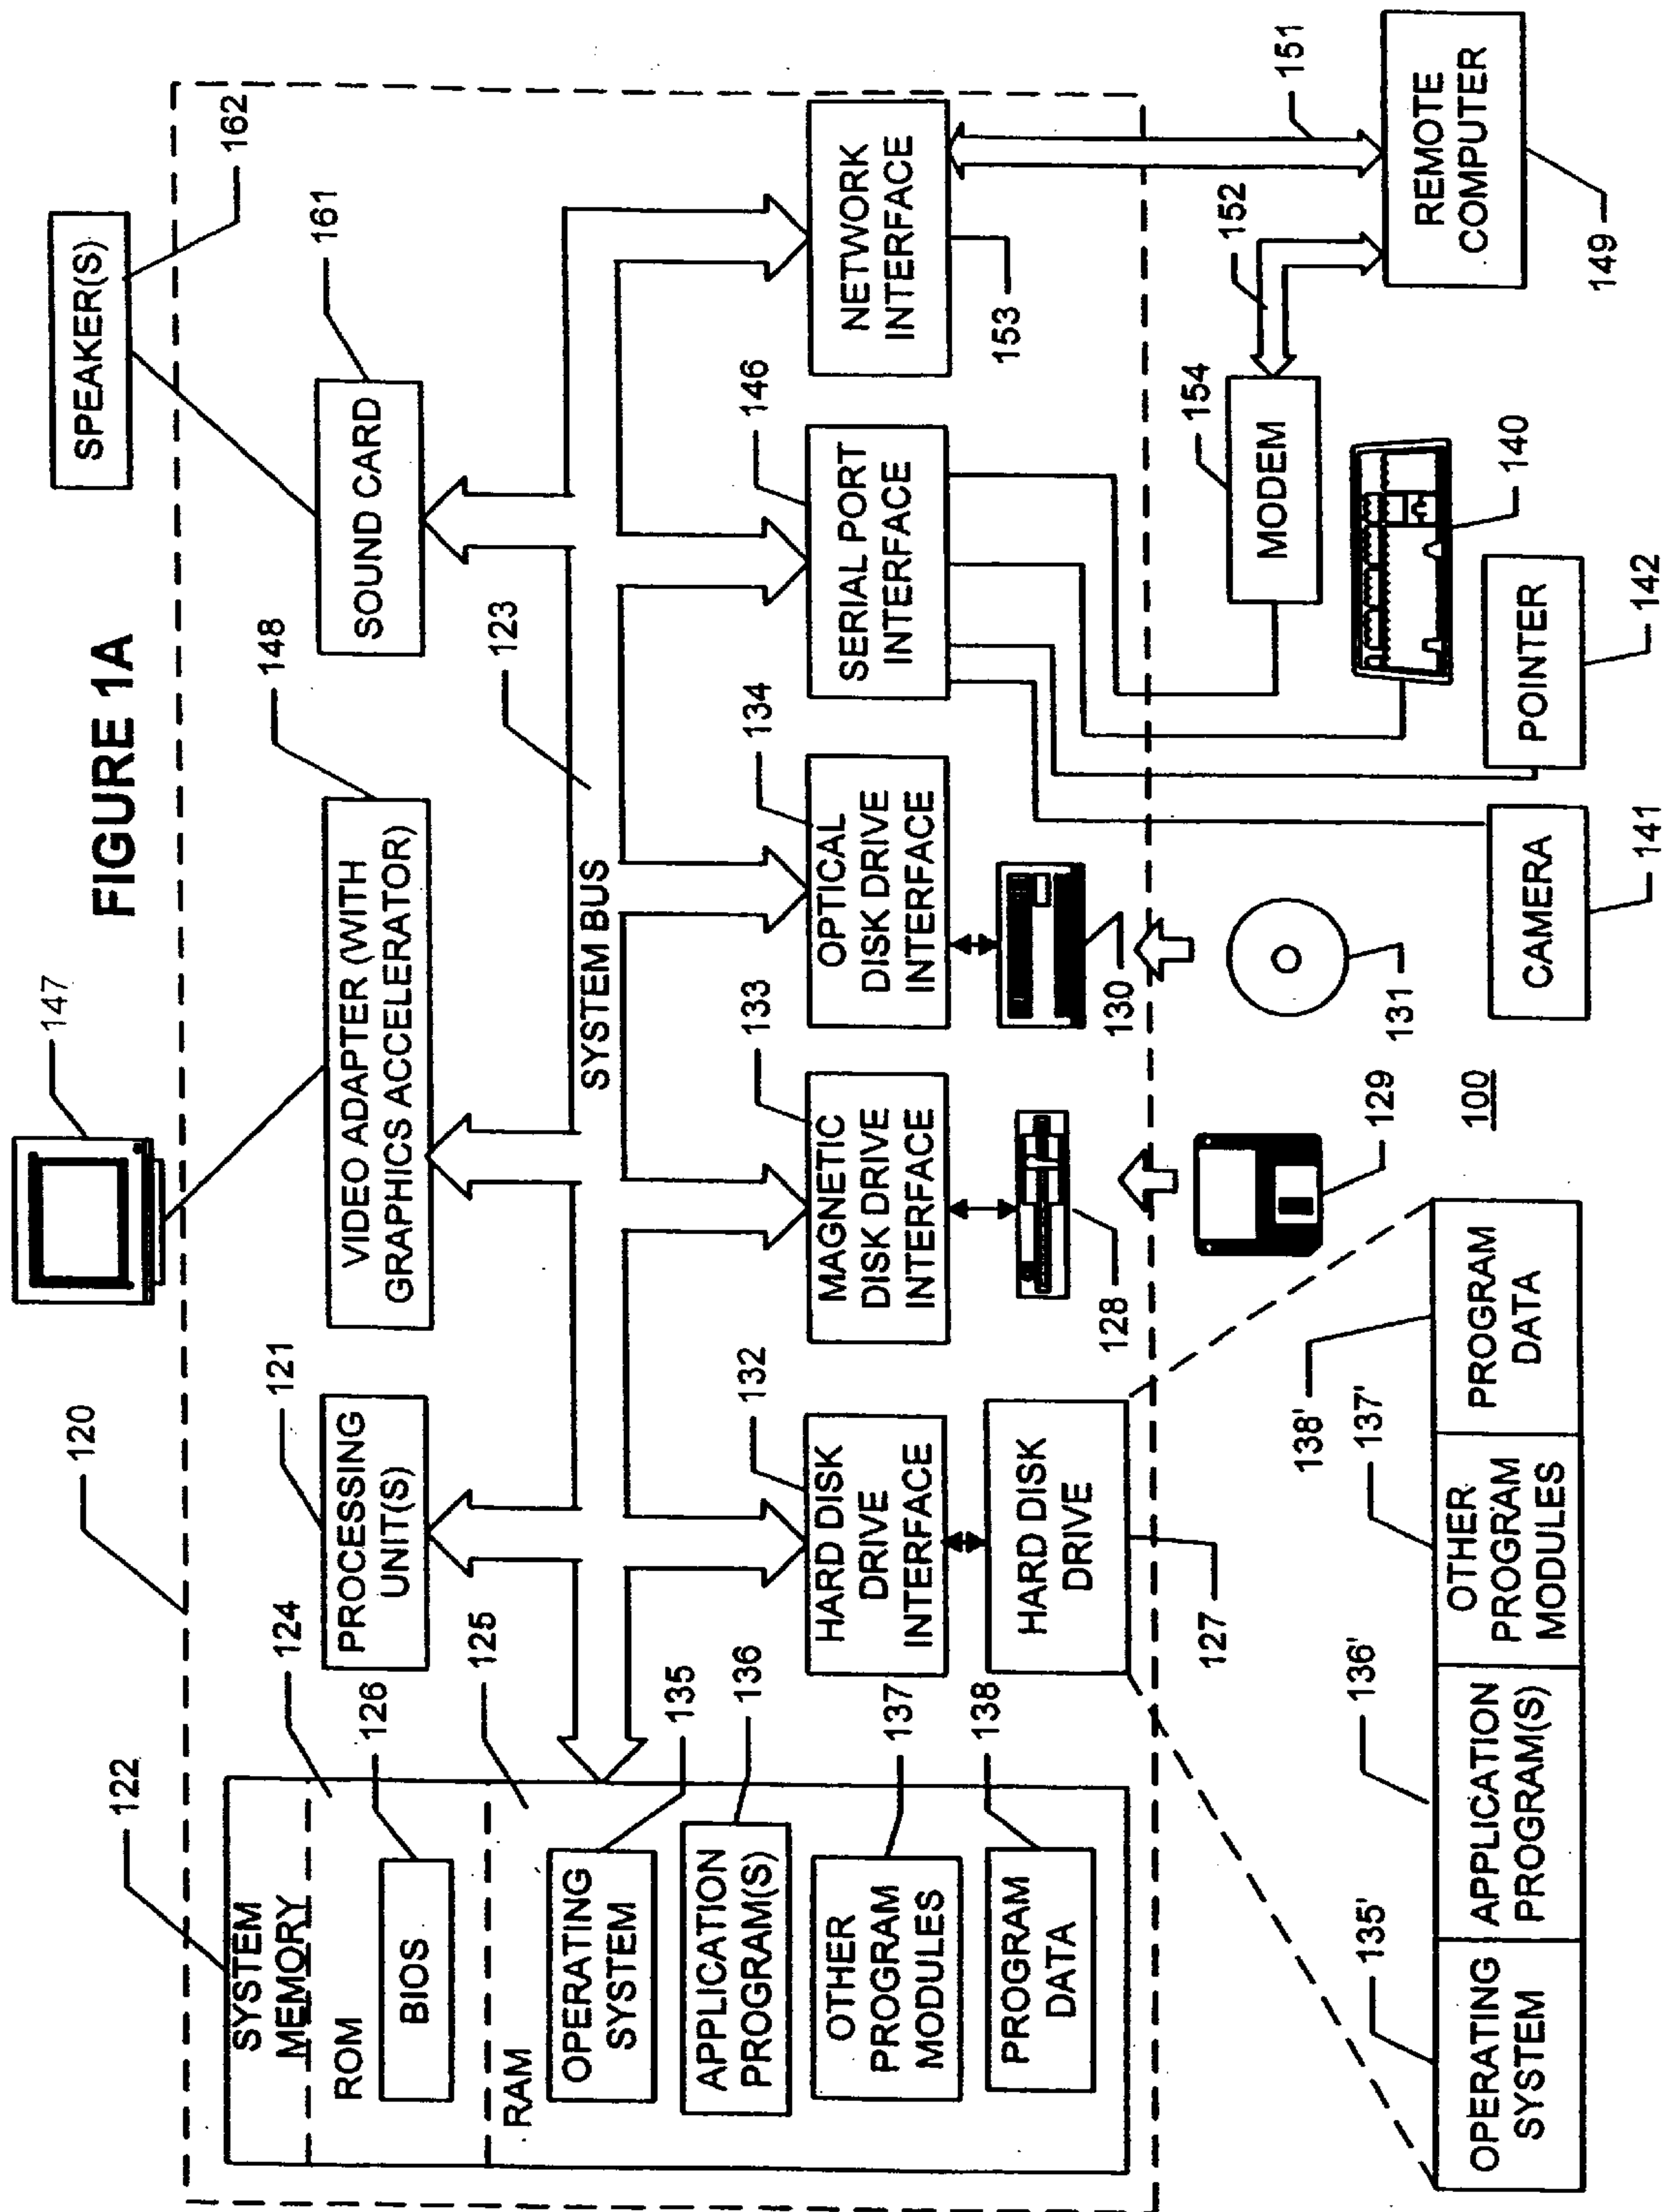 FIGURE 1A
147
SPEAKER(S)
162
120
122
SYSTEM
MEMORY
124
ROM
126
BIOS
125
RAM
135
OPERATING
SYSTEM
136
APPLICATION
PROGRAM(S)
137
OTHER
PROGRAM
MODULES
138
PROGRAM
DATA
121
PROCESSING
UNIT(S)
148
VIDEO ADAPTER (WITH
GRAPHICS ACCELERATOR)
161
SOUND CARD
123
SYSTEM BUS
132
HARD DISK
DRIVE
INTERFACE
133
MAGNETIC
DISK DRIVE
INTERFACE
134
OPTICAL
DISK DRIVE
INTERFACE
146
SERIAL PORT
INTERFACE
NETWORK
INTERFACE
153
HARD DISK
DRIVE
127
128
130
129
131
154
MODEM
152
151
140
REMOTE
COMPUTER
149
CAMERA
141
POINTER
142
100
135'
136'
137'
138'
OPERATING
SYSTEM
APPLICATION
PROGRAM(S)
OTHER
PROGRAM
MODULES
PROGRAM
DATA